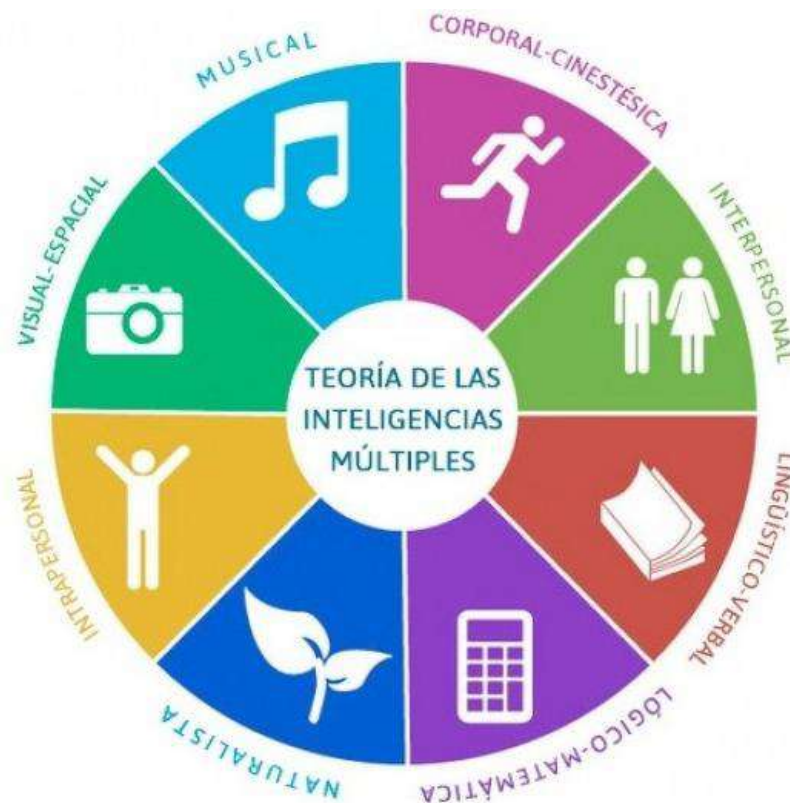 MUSICAL
CORPORAL-CINESTÉSICA
INTERPERSONAL
LINGÜÍSTICO-VERBAL
LÓGICO-MATEMÁTICA
NATURALISTA
INTRAPERSONAL
VISUAL-ESPACIAL
TEORÍA DE LAS
INTELIGENCIAS
MÚLTIPLES